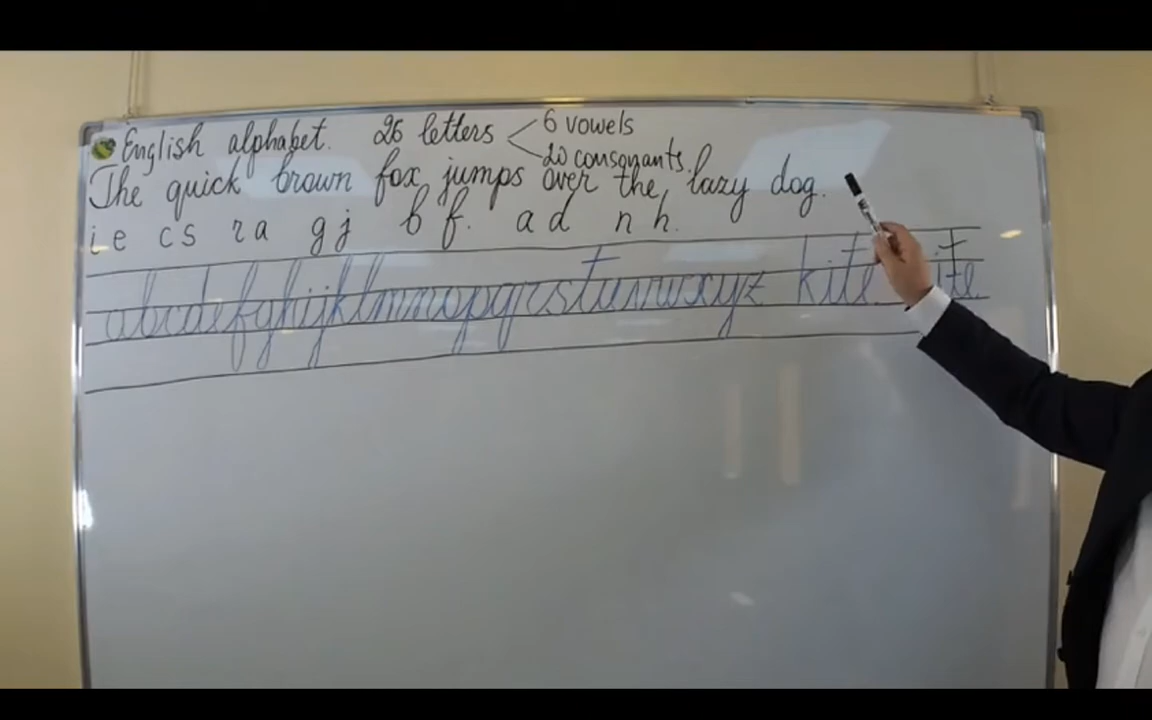 English alphabet. 26 letters 6 vowels
20 consonants.
The quick brown fox jumps over the lazy dog.
i e c s r a g j b f. a d n h.
abcdefghijklmnopqrstuvwxyz kite